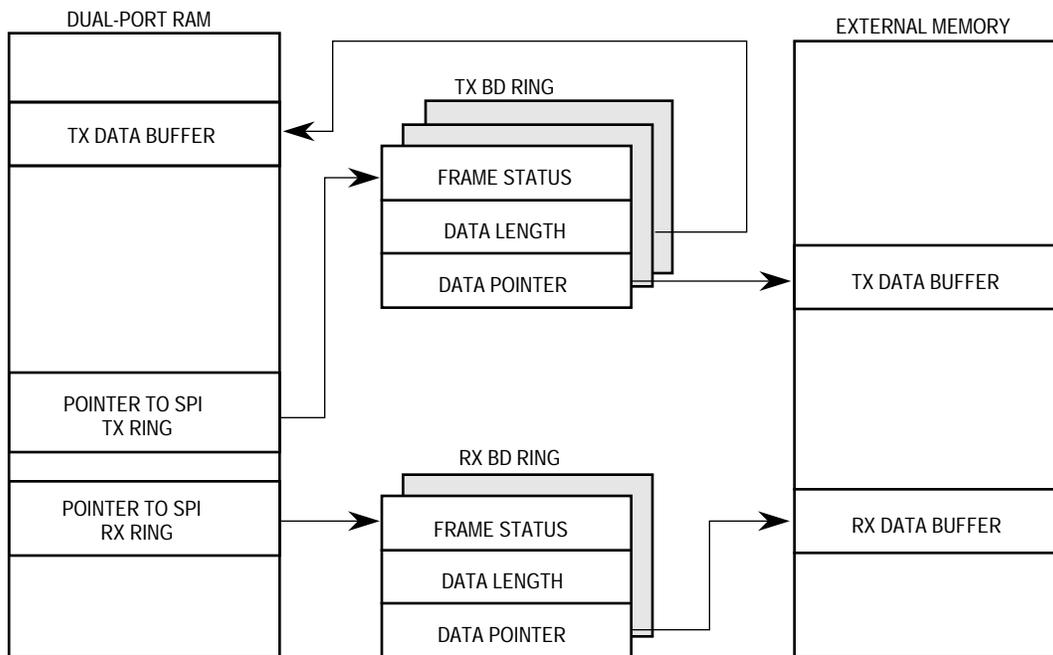 DUAL-PORT RAM
EXTERNAL MEMORY
TX BD RING
TX DATA BUFFER
FRAME STATUS
DATA LENGTH
DATA POINTER
TX DATA BUFFER
POINTER TO SPI
TX RING
RX BD RING
POINTER TO SPI
RX RING
FRAME STATUS
RX DATA BUFFER
DATA LENGTH
DATA POINTER